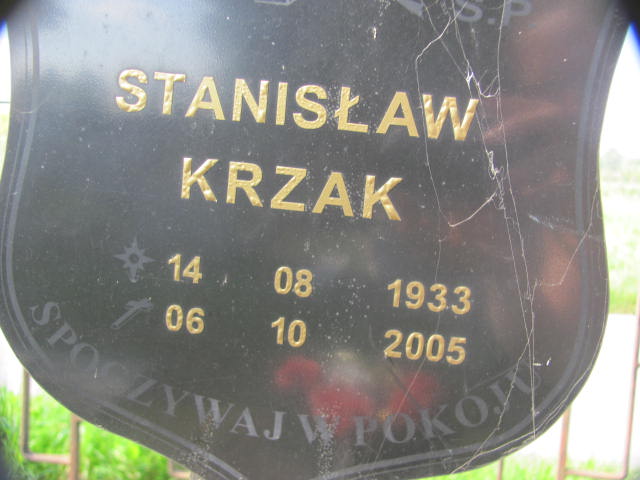 Ś.P
STANISŁAW
KRZAK
14 08 1933
06 10 2005
SPOCZYWAJ W POKOJU